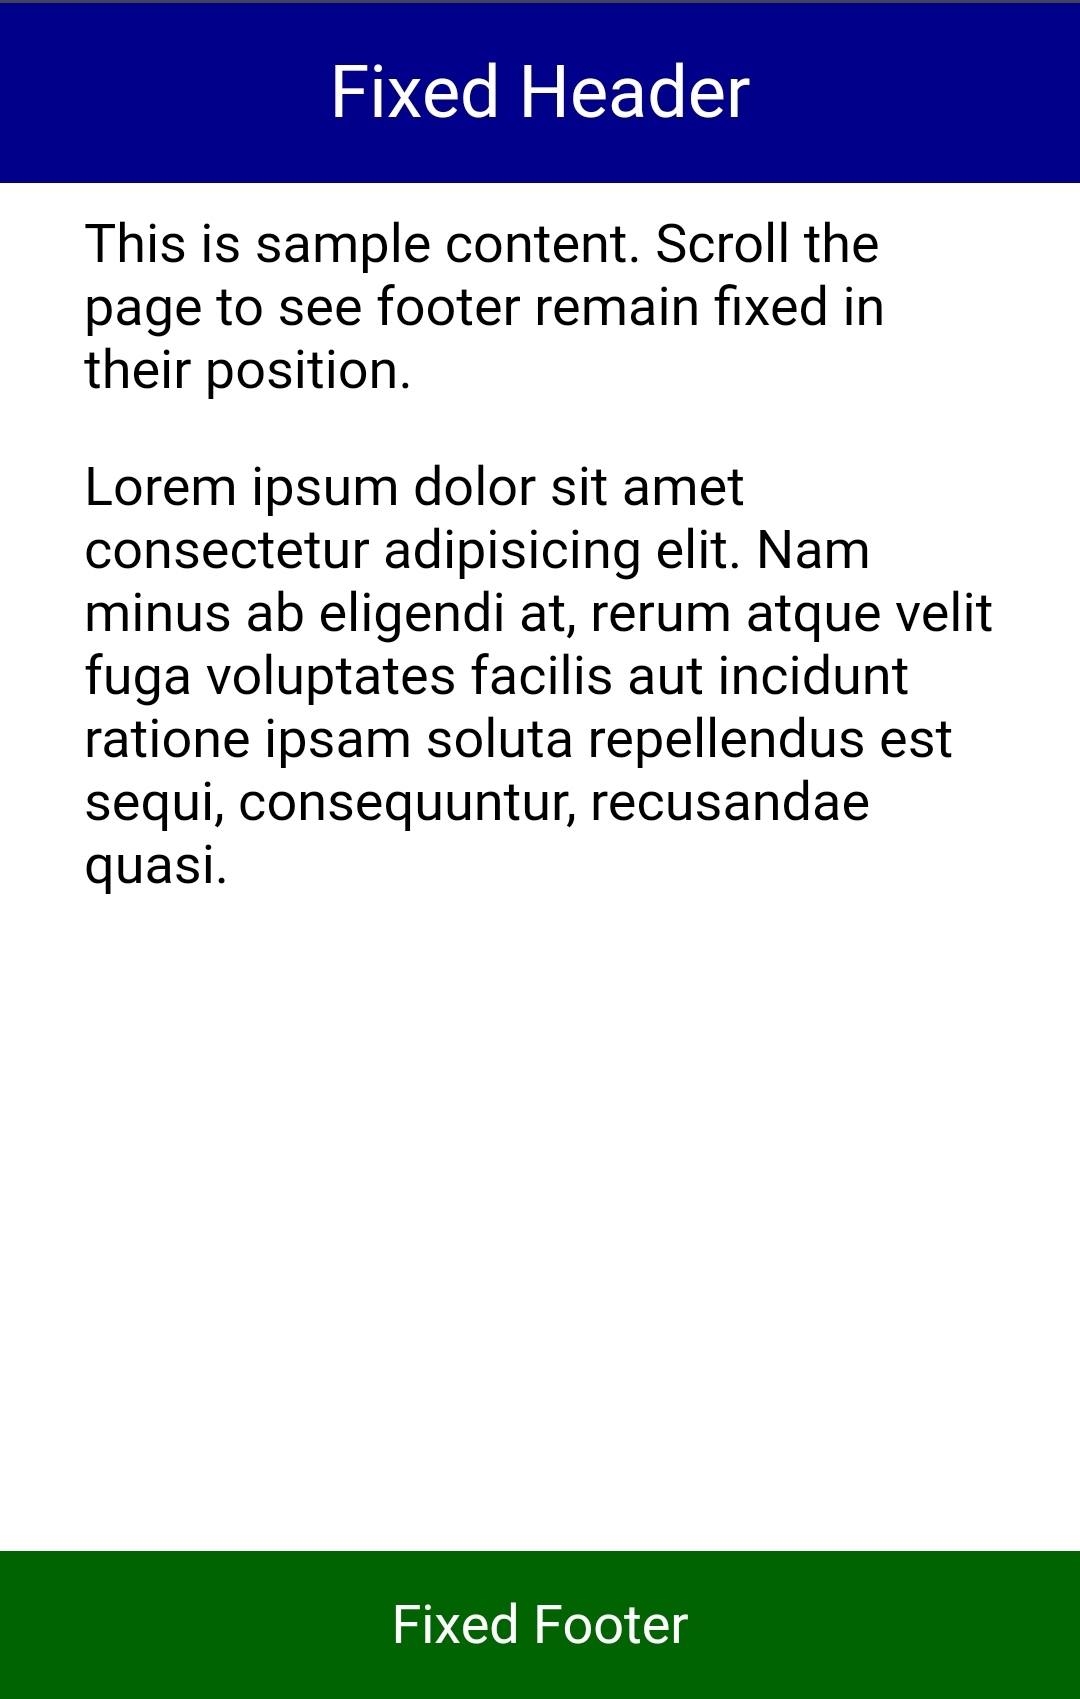 Fixed Header
This is sample content. Scroll the
page to see footer remain fixed in
their position.
Lorem ipsum dolor sit amet
consectetur adipisicing elit. Nam
minus ab eligendi at, rerum atque velit
fuga voluptates facilis aut incidunt
ratione ipsam soluta repellendus est
sequi, consequuntur, recusandae
quasi.
Fixed Footer